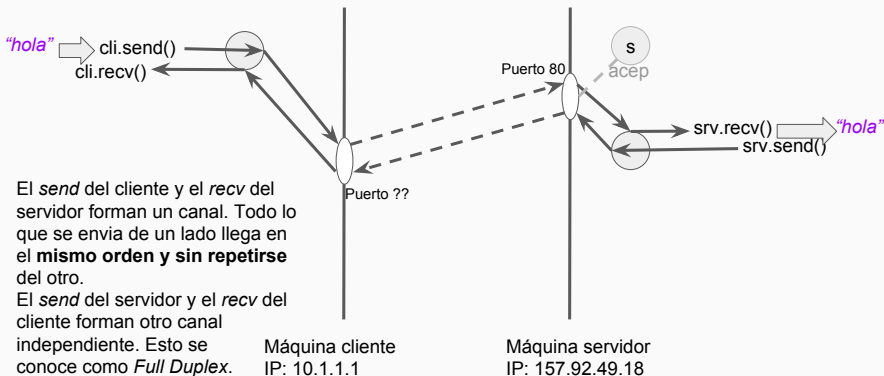 s
"hola"
cli.send()
acep
Puerto 80
cli.recv()
srv.recv()
"hola"
srv.send()
Puerto ??
El send del cliente y el recv del
servidor forman un canal. Todo lo
que se envia de un lado llega en
el mismo orden y sin repetirse
del otro.
El send del servidor y el recv del
cliente forman otro canal
independiente. Esto se
conoce como Full Duplex.
Máquina cliente
IP: 10.1.1.1
Máquina servidor
IP: 157.92.49.18